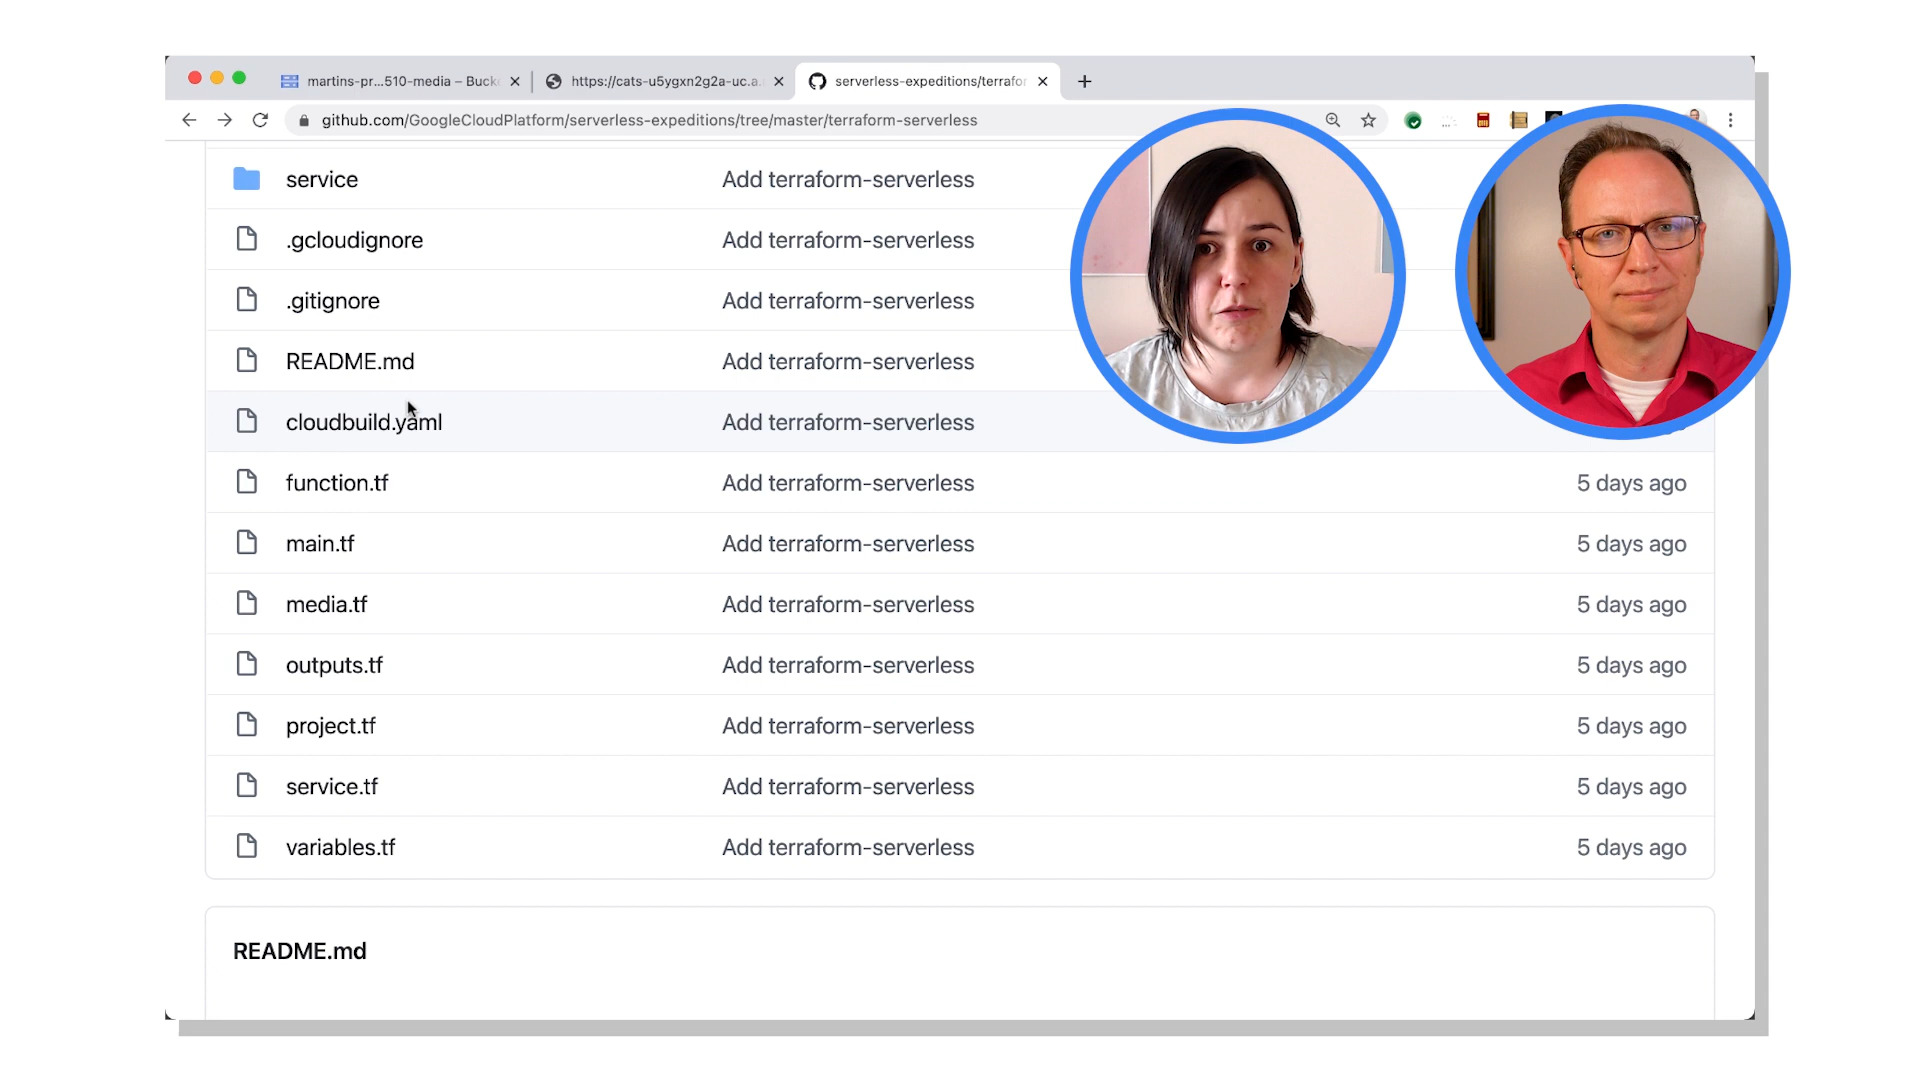 martins-pr...510-media – Bucke
https://cats-u5ygxn2g2a-uc.a.
serverless-expeditions/terrafor
github.com/GoogleCloudPlatform/serverless-expeditions/tree/master/terraform-serverless
service Add terraform-serverless
.gcloudignore Add terraform-serverless
.gitignore Add terraform-serverless
README.md Add terraform-serverless
cloudbuild.yaml Add terraform-serverless
function.tf Add terraform-serverless 5 days ago
main.tf Add terraform-serverless 5 days ago
media.tf Add terraform-serverless 5 days ago
outputs.tf Add terraform-serverless 5 days ago
project.tf Add terraform-serverless 5 days ago
service.tf Add terraform-serverless 5 days ago
variables.tf Add terraform-serverless 5 days ago
README.md